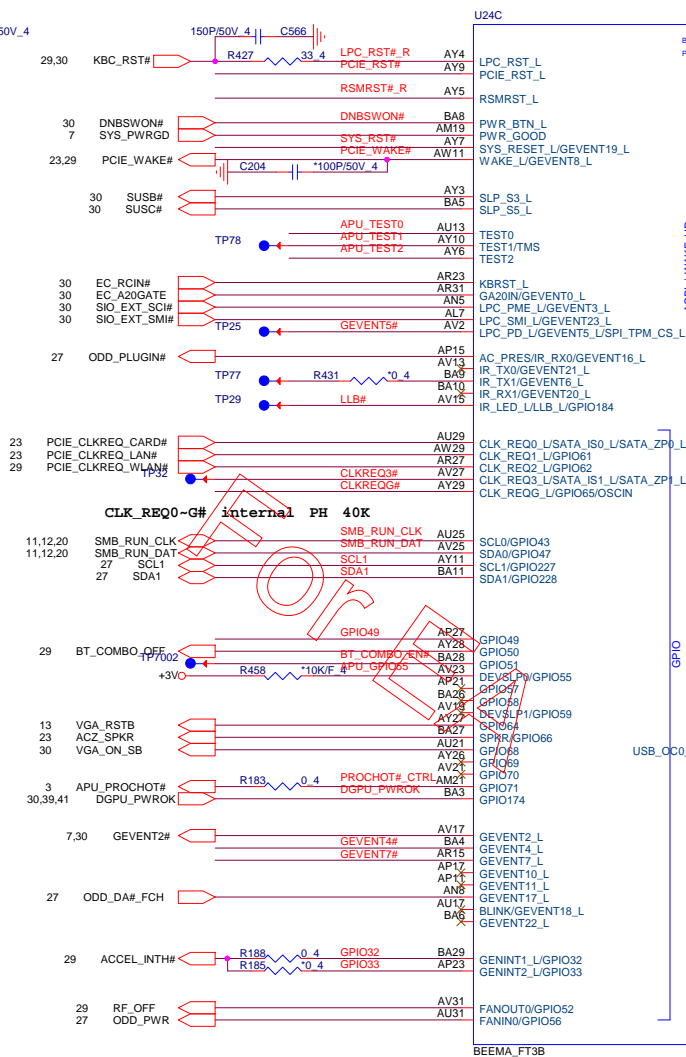 50V_4 150P/50V_4 C566 U24C
29,30 KBC_RST# R427 33_4 LPC_RST#_R AY4 LPC_RST_L
PCIE_RST# AY9 PCIE_RST_L
RSMRST#_R AY5 RSMRST_L
30 DNBSWON# DNBSWON# BA8 PWR_BTN_L
7 SYS_PWRGD AM19 PWR_GOOD
SYS_RST# AY7 SYS_RESET_L/GEVENT19_L
23,29 PCIE_WAKE# PCIE_WAKE# AW11 WAKE_L/GEVENT8_L
C204 *100P/50V_4
30 SUSB# AY3 SLP_S3_L
30 SUSC# BA5 SLP_S5_L
APU_TEST0 AU13 TEST0
TP78 APU_TEST1 AY10 TEST1/TMS
APU_TEST2 AY6 TEST2
30 EC_RCIN# AR23 KBRST_L
30 EC_A20GATE AR31 GA20IN/GEVENT0_L
30 SIO_EXT_SCI# AN5 LPC_PME_L/GEVENT3_L
30 SIO_EXT_SMI# AL7 LPC_SMI_L/GEVENT23_L
TP25 GEVENT5# AV2 LPC_PD_L/GEVENT5_L/SPI_TPM_CS_L
27 ODD_PLUGIN# AP15 AC_PRES/IR_RX0/GEVENT16_L
AV13 IR_TX0/GEVENT21_L
TP77 R431 *0_4 BA9 IR_TX1/GEVENT6_L
BA10 IR_RX1/GEVENT20_L
TP29 LLB# AV15 IR_LED_L/LLB_L/GPIO184
23 PCIE_CLKREQ_CARD# AU29 CLK_REQ0_L/SATA_IS0_L/SATA_ZP0_L
23 PCIE_CLKREQ_LAN# AW29 CLK_REQ1_L/GPIO61
29 PCIE_CLKREQ_WLAN# AR27 CLK_REQ2_L/GPIO62
TP32 CLKREQ3# AV27 CLK_REQ3_L/SATA_IS1_L/SATA_ZP1_L
CLKREQG# AY29 CLK_REQG_L/GPIO65/OSCIN
CLK_REQ0~G# internal PH 40K
11,12,20 SMB_RUN_CLK SMB_RUN_CLK AU25 SCL0/GPIO43
11,12,20 SMB_RUN_DAT SMB_RUN_DAT AV25 SDA0/GPIO47
27 SCL1 SCL1 AY11 SCL1/GPIO227
27 SDA1 SDA1 BA11 SDA1/GPIO228
For
GPIO49 AP27 GPIO49
29 BT_COMBO_OFF AY28 GPIO50
TP7002 BT_COMBO_EN# BA28 GPIO51
+3V R458 *10K/F_4 APU_GPIO55 AV23 DEVSLP0/GPIO55
AP21 GPIO57
BA26 GPIO58
AV19 DEVSLP1/GPIO59
13 VGA_RSTB AY27 GPIO64
23 ACZ_SPKR BA27 SPKR/GPIO66
30 VGA_ON_SB AU21 GPIO68
AY26 GPIO69
AV21 GPIO70
3 APU_PROCHOT# R183 0_4 PROCHOT#_CTRL AM21 GPIO71
30,39,41 DGPU_PWROK DGPU_PWROK BA3 GPIO174
GPIO
USB_OC0
7,30 GEVENT2# AV17 GEVENT2_L
GEVENT4# BA4 GEVENT4_L
GEVENT7# AR15 GEVENT7_L
AP17 GEVENT10_L
AP11 GEVENT11_L
27 ODD_DA#_FCH AN8 GEVENT17_L
AU17 BLINK/GEVENT18_L
BA6 GEVENT22_L
29 ACCEL_INTH# R188 0_4 GPIO32 BA29 GENINT1_L/GPIO32
R185 *0_4 GPIO33 AP23 GENINT2_L/GPIO33
29 RF_OFF AV31 FANOUT0/GPIO52
27 ODD_PWR AU31 FANIN0/GPIO56
BEEMA_FT3B